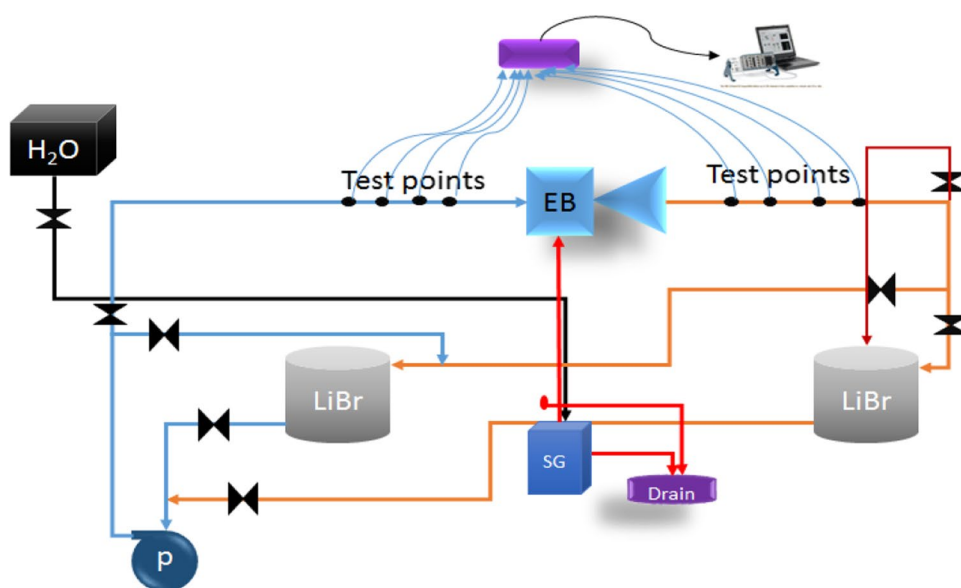 H₂O
Test points
EB
Test points
LiBr
LiBr
SG
Drain
p